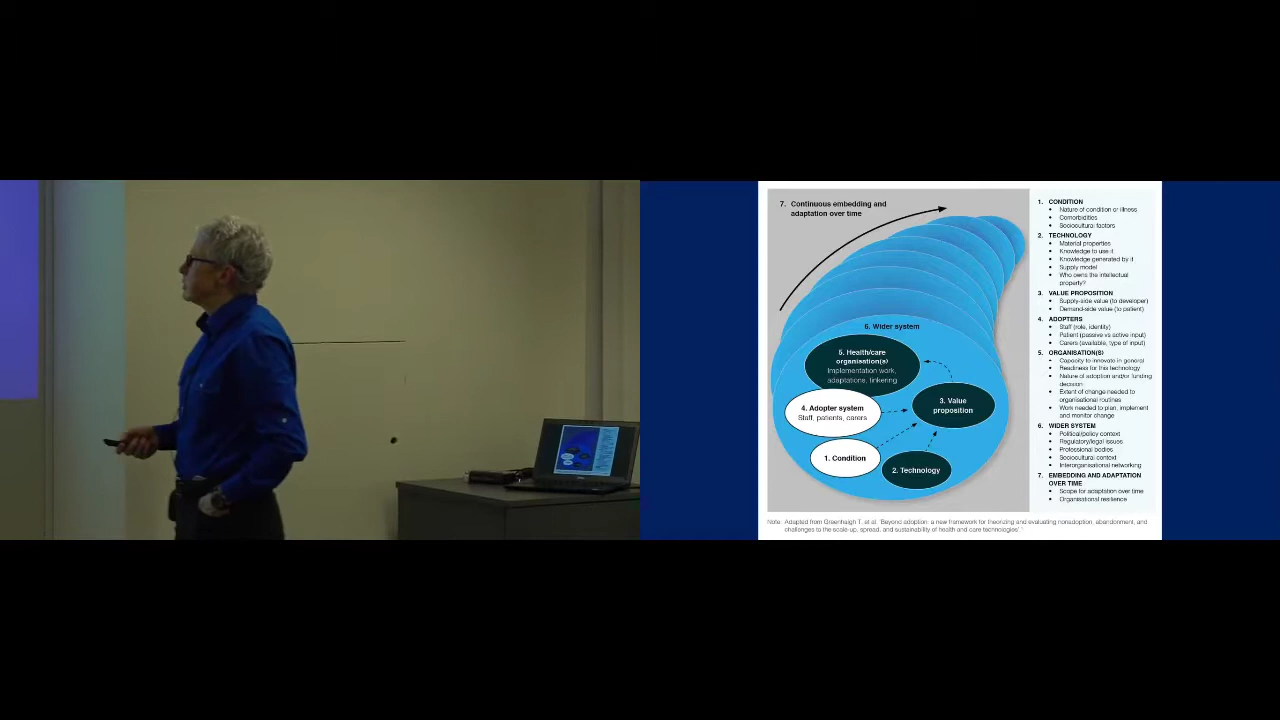 7. Continuous embedding and
adaptation over time
6. Wider system
5. Health/care
organisation(s)
Implementation work,
adaptations, tinkering
4. Adopter system
Staff, patients, carers
3. Value
proposition
1. Condition
2. Technology
1. CONDITION
• Nature of condition or illness
• Comorbidities
• Sociocultural factors
2. TECHNOLOGY
• Material properties
• Knowledge to use it
• Knowledge generated by it
• Supply model
• Who owns the intellectual
property?
3. VALUE PROPOSITION
• Supply-side value (to developer)
• Demand-side value (to patient)
4. ADOPTERS
• Staff (role, identity)
• Patient (passive vs active input)
• Carers (available, type of input)
5. ORGANISATION(S)
• Capacity to innovate in general
• Readiness for this technology
• Nature of adoption and/or funding
decision
• Extent of change needed to
organisational routines
• Work needed to plan, implement
and monitor change
6. WIDER SYSTEM
• Political/policy context
• Regulatory/legal issues
• Professional bodies
• Sociocultural context
• Interorganisational networking
7. EMBEDDING AND ADAPTATION
OVER TIME
• Scope for adaptation over time
• Organisational resilience
Note: Adapted from Greenhalgh T, et al. 'Beyond adoption: a new framework for theorizing and evaluating nonadoption, abandonment, and
challenges to the scale-up, spread, and sustainability of health and care technologies'.